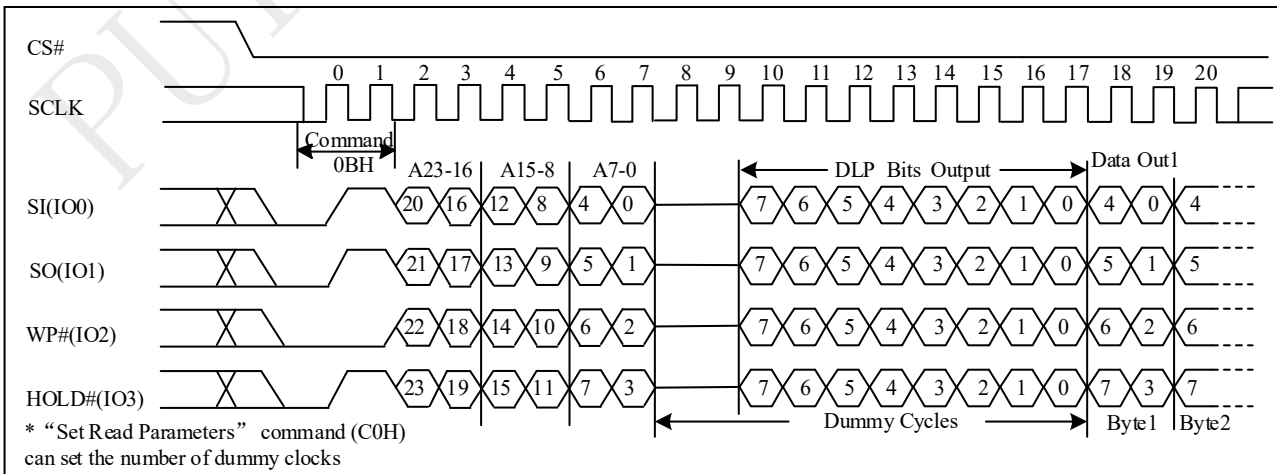 CS#
0 1 2 3 4 5 6 7 8 9 10 11 12 13 14 15 16 17 18 19 20
SCLK
Command
0BH
A23-16 A15-8 A7-0 DLP Bits Output Data Out1
SI(IO0) 20 16 12 8 4 0 7 6 5 4 3 2 1 0 4 0 4
SO(IO1) 21 17 13 9 5 1 7 6 5 4 3 2 1 0 5 1 5
WP#(IO2) 22 18 14 10 6 2 7 6 5 4 3 2 1 0 6 2 6
HOLD#(IO3) 23 19 15 11 7 3 7 6 5 4 3 2 1 0 7 3 7
Dummy Cycles Byte1 Byte2
* “Set Read Parameters” command (C0H)
can set the number of dummy clocks